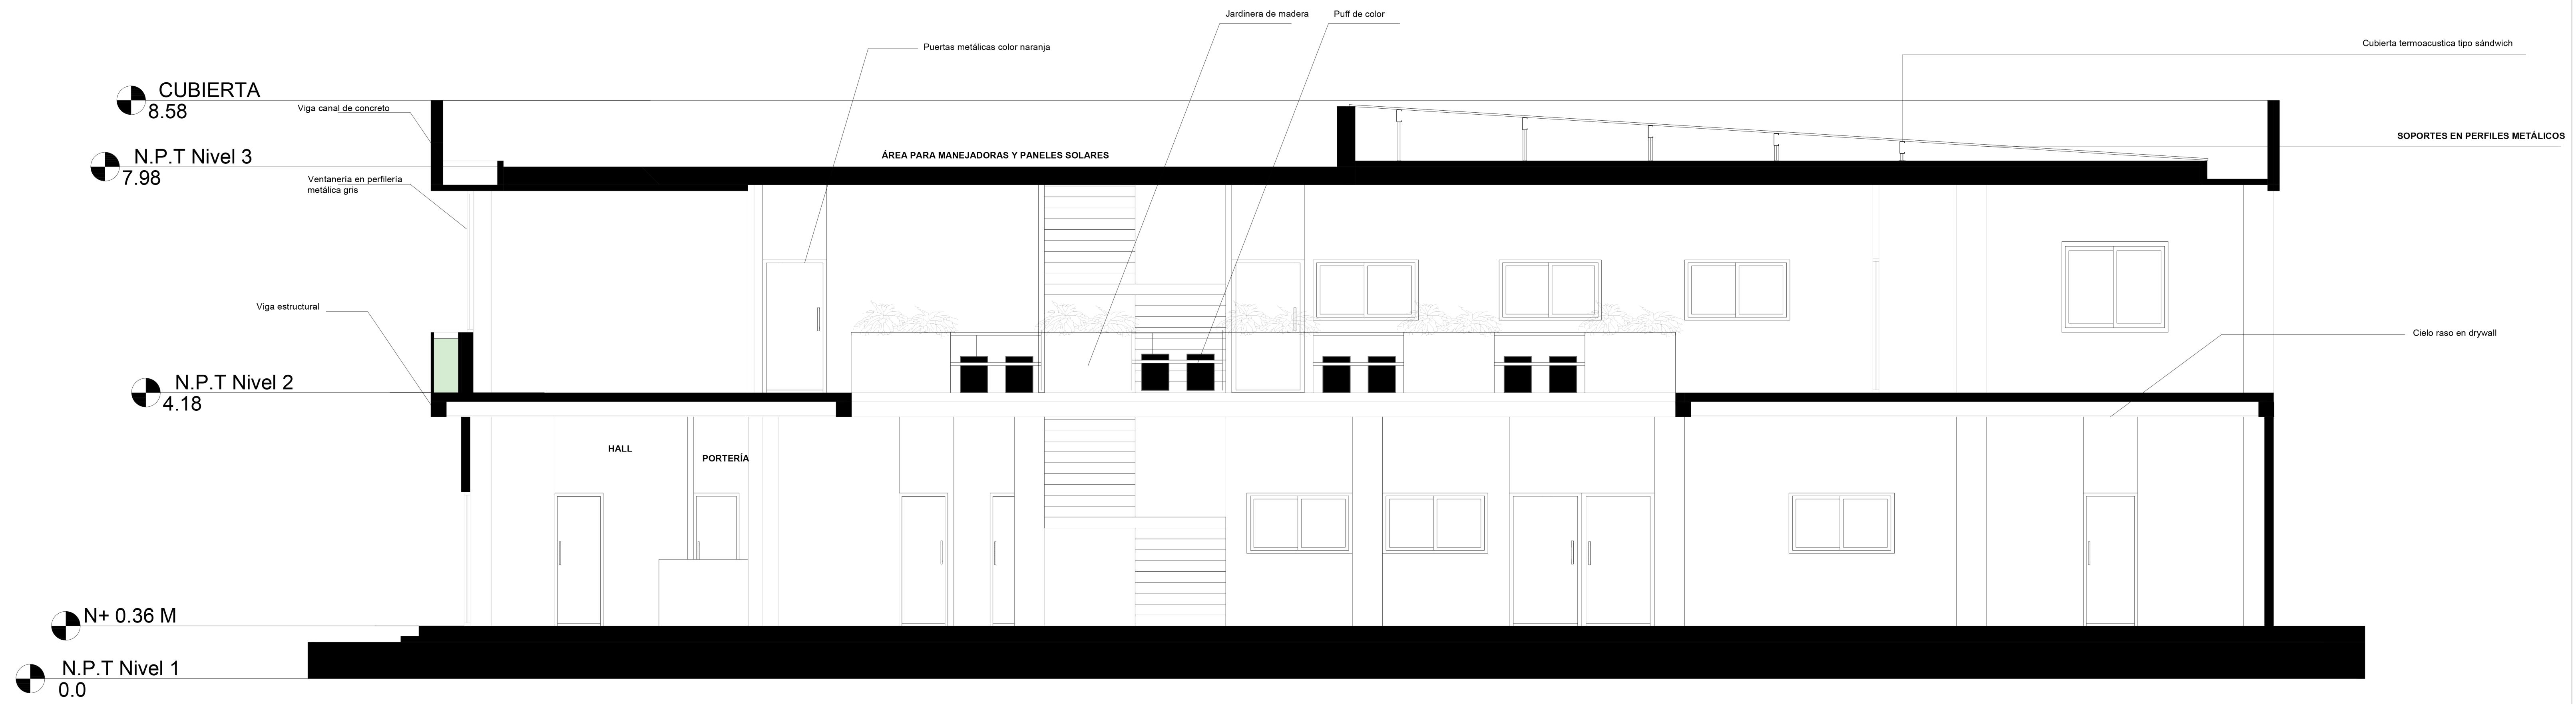 Jardinera de madera
Puff de color
Puertas metálicas color naranja
Cubierta termoacustica tipo sándwich
CUBIERTA
8.58
Viga canal de concreto
SOPORTES EN PERFILES METÁLICOS
N.P.T Nivel 3
7.98
ÁREA PARA MANEJADORAS Y PANELES SOLARES
Ventanería en perfilería
metálica gris
Viga estructural
Cielo raso en drywall
N.P.T Nivel 2
4.18
HALL
PORTERÍA
N+ 0.36 M
N.P.T Nivel 1
0.0